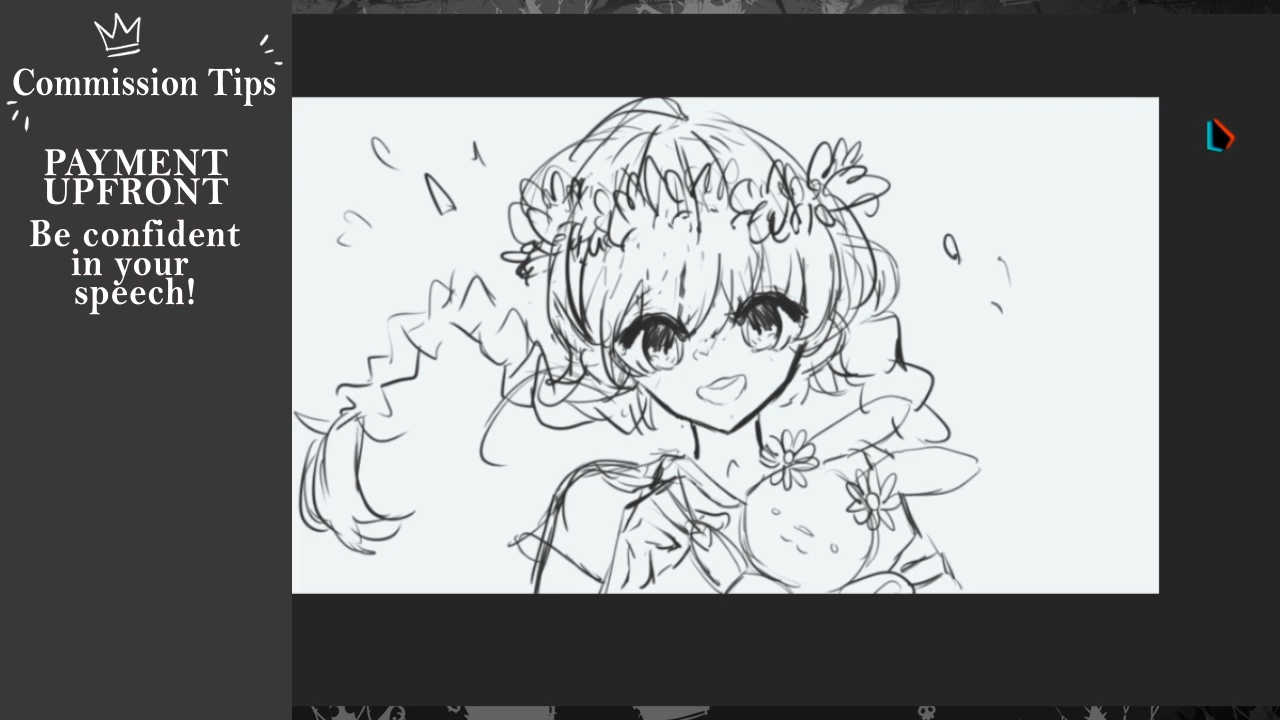 Commission Tips
PAYMENT
UPFRONT
Be confident
in your
speech!